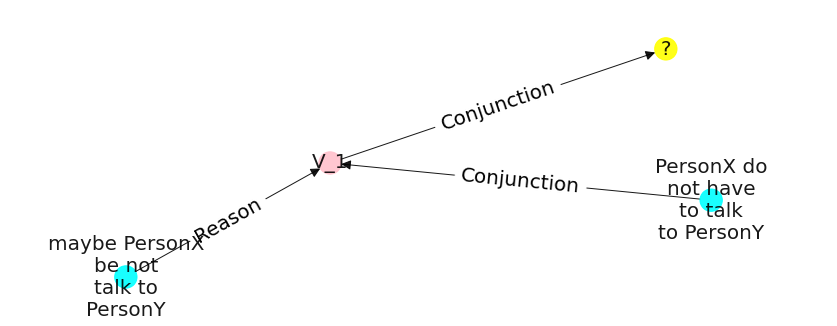 ?
Conjunction
V_1
Conjunction
PersonX do
not have
to talk
to PersonY
Reason
maybe PersonX
be not
talk to
PersonY